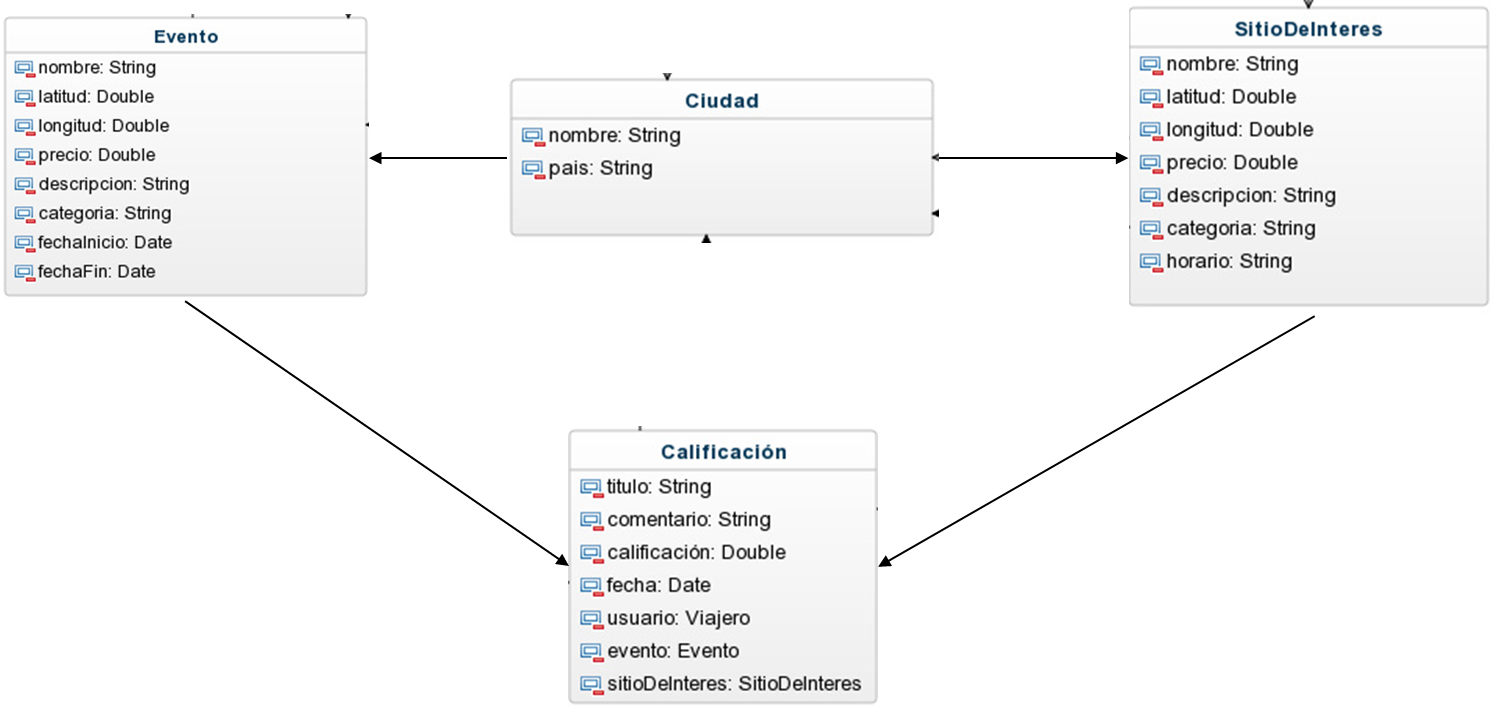 Evento
nombre: String
latitud: Double
longitud: Double
precio: Double
descripcion: String
categoria: String
fechaInicio: Date
fechaFin: Date
Ciudad
nombre: String
pais: String
SitioDeInteres
nombre: String
latitud: Double
longitud: Double
precio: Double
descripcion: String
categoria: String
horario: String
Calificación
titulo: String
comentario: String
calificación: Double
fecha: Date
usuario: Viajero
evento: Evento
sitioDeInteres: SitioDeInteres